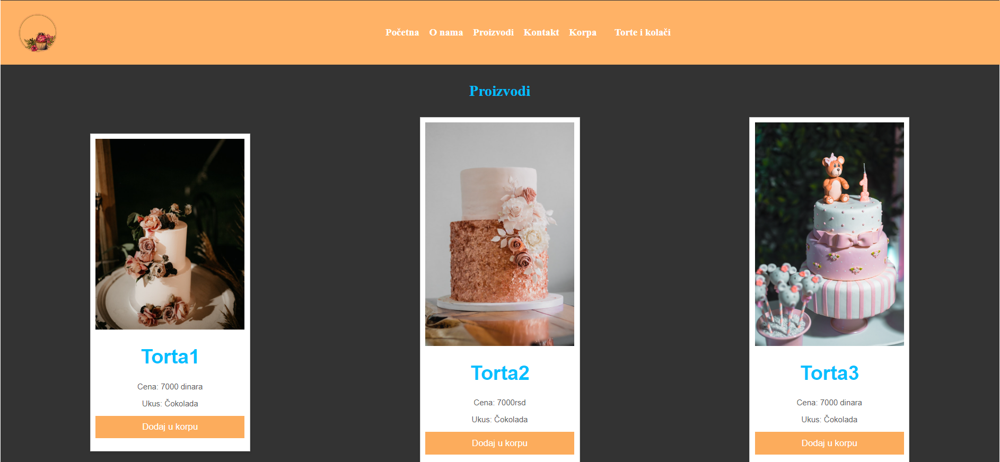 Početna O nama Proizvodi Kontakt Korpa Torte i kolači
Proizvodi
Torta1
Cena: 7000 dinara
Ukus: Čokolada
Dodaj u korpu
Torta2
Cena: 7000rsd
Ukus: Čokolada
Dodaj u korpu
Torta3
Cena: 7000 dinara
Ukus: Čokolada
Dodaj u korpu